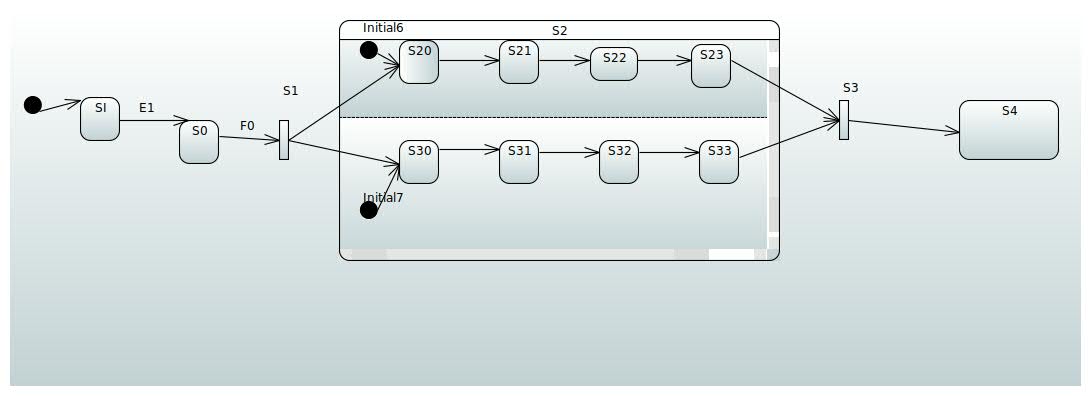 Initial6
S2
S20
S21
S22
S23
S1
S3
SI
E1
S0
F0
S4
S30
S31
S32
S33
Initial7